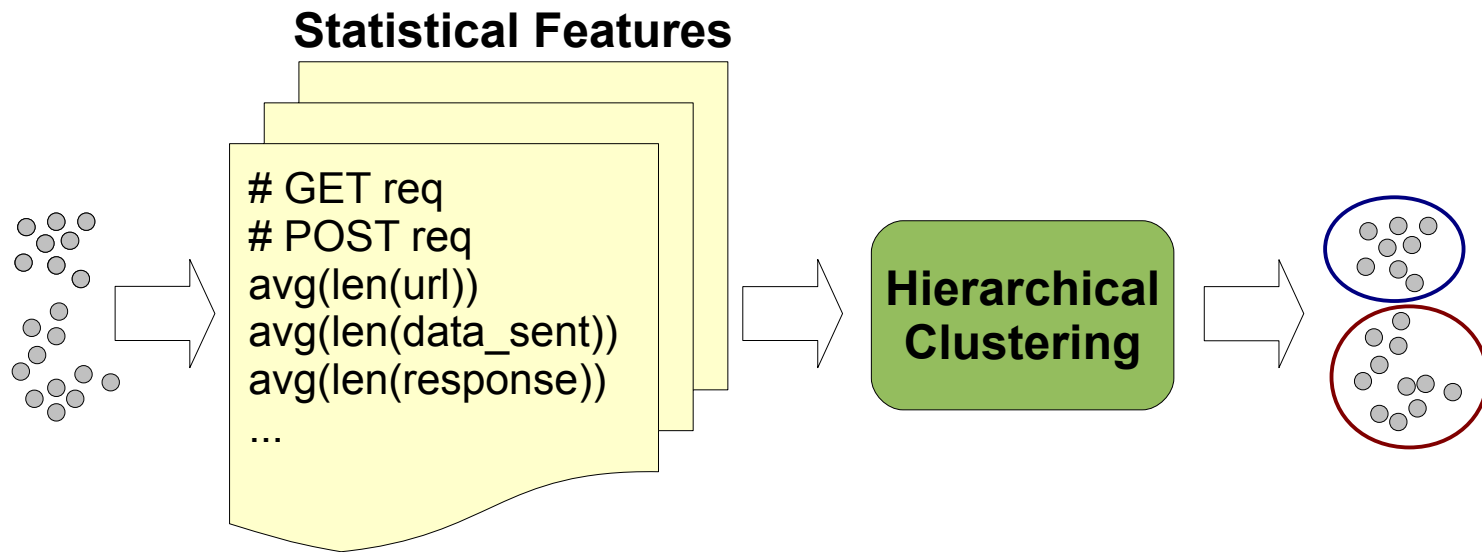 Statistical Features
# GET req
# POST req
avg(len(url))
avg(len(data_sent))
avg(len(response))
...
Hierarchical
Clustering